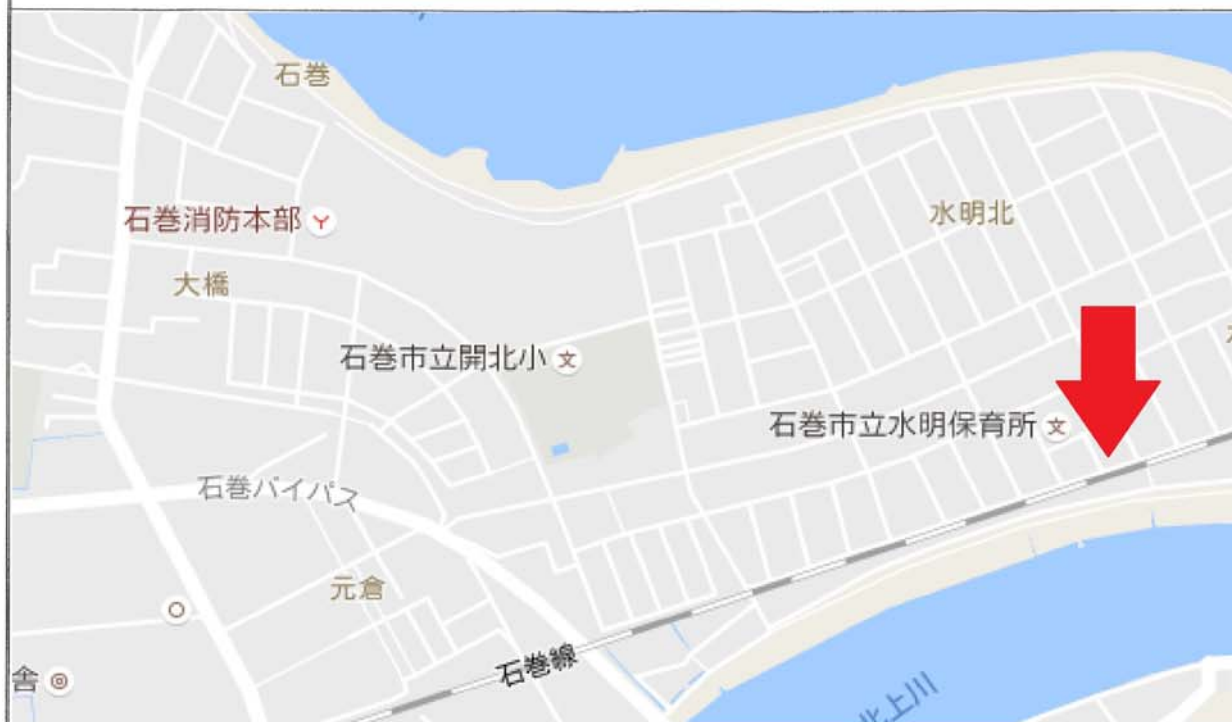 石巻
石巻消防本部
水明北
大橋
石巻市立開北小 文
石巻市立水明保育所 文
石巻バイパス
元倉
石巻線
舎
北上川